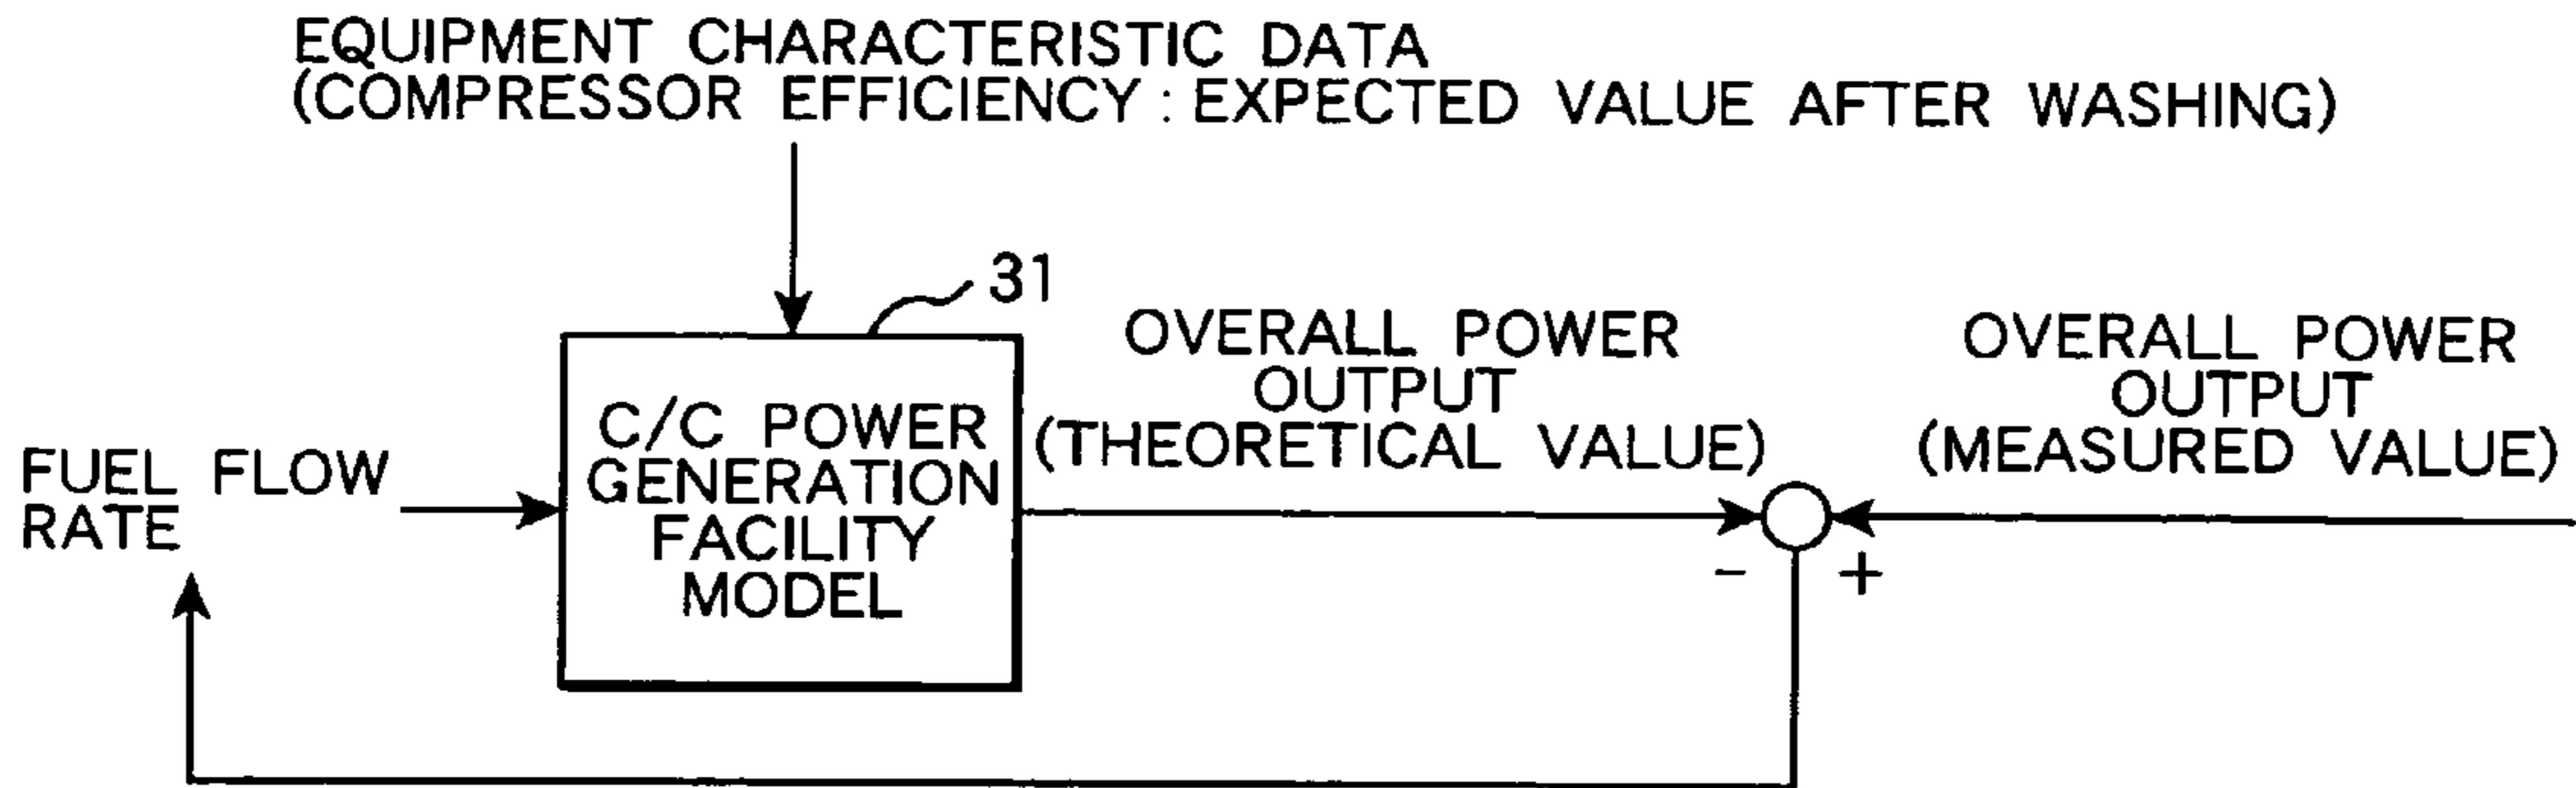 EQUIPMENT CHARACTERISTIC DATA
(COMPRESSOR EFFICIENCY : EXPECTED VALUE AFTER WASHING)
31
OVERALL POWER
OUTPUT
(THEORETICAL VALUE)
OVERALL POWER
OUTPUT
(MEASURED VALUE)
C/C POWER
GENERATION
FACILITY
MODEL
FUEL FLOW
RATE
- +